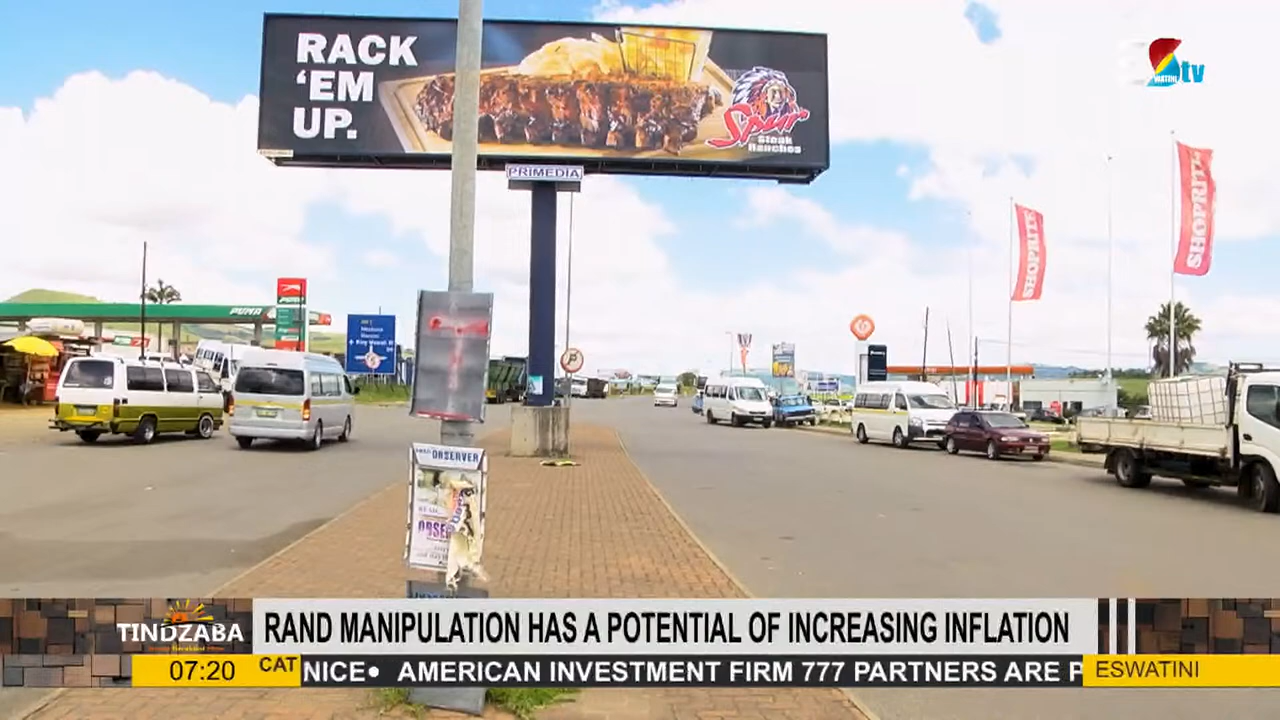 RACK
'EM
UP.
Spur
Steak
Ranches
PRIMEDIA
tv
SHOPRITE
SHOPRITE
PUMA
OBSERVER
TINDZABA
RAND MANIPULATION HAS A POTENTIAL OF INCREASING INFLATION
07:20
CAT
NICE• AMERICAN INVESTMENT FIRM 777 PARTNERS ARE P
ESWATINI